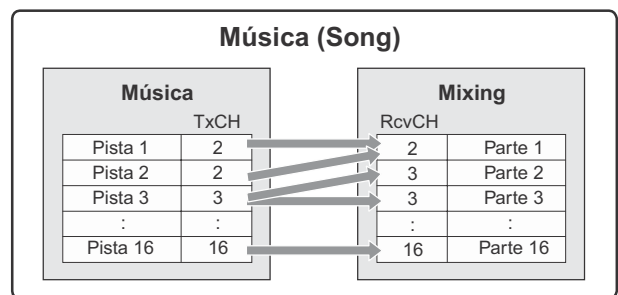 Música (Song)
Música
TxCH
Pista 1 2
Pista 2 2
Pista 3 3
: :
Pista 16 16
Mixing
RcvCH
2 Parte 1
3 Parte 2
3 Parte 3
: :
16 Parte 16